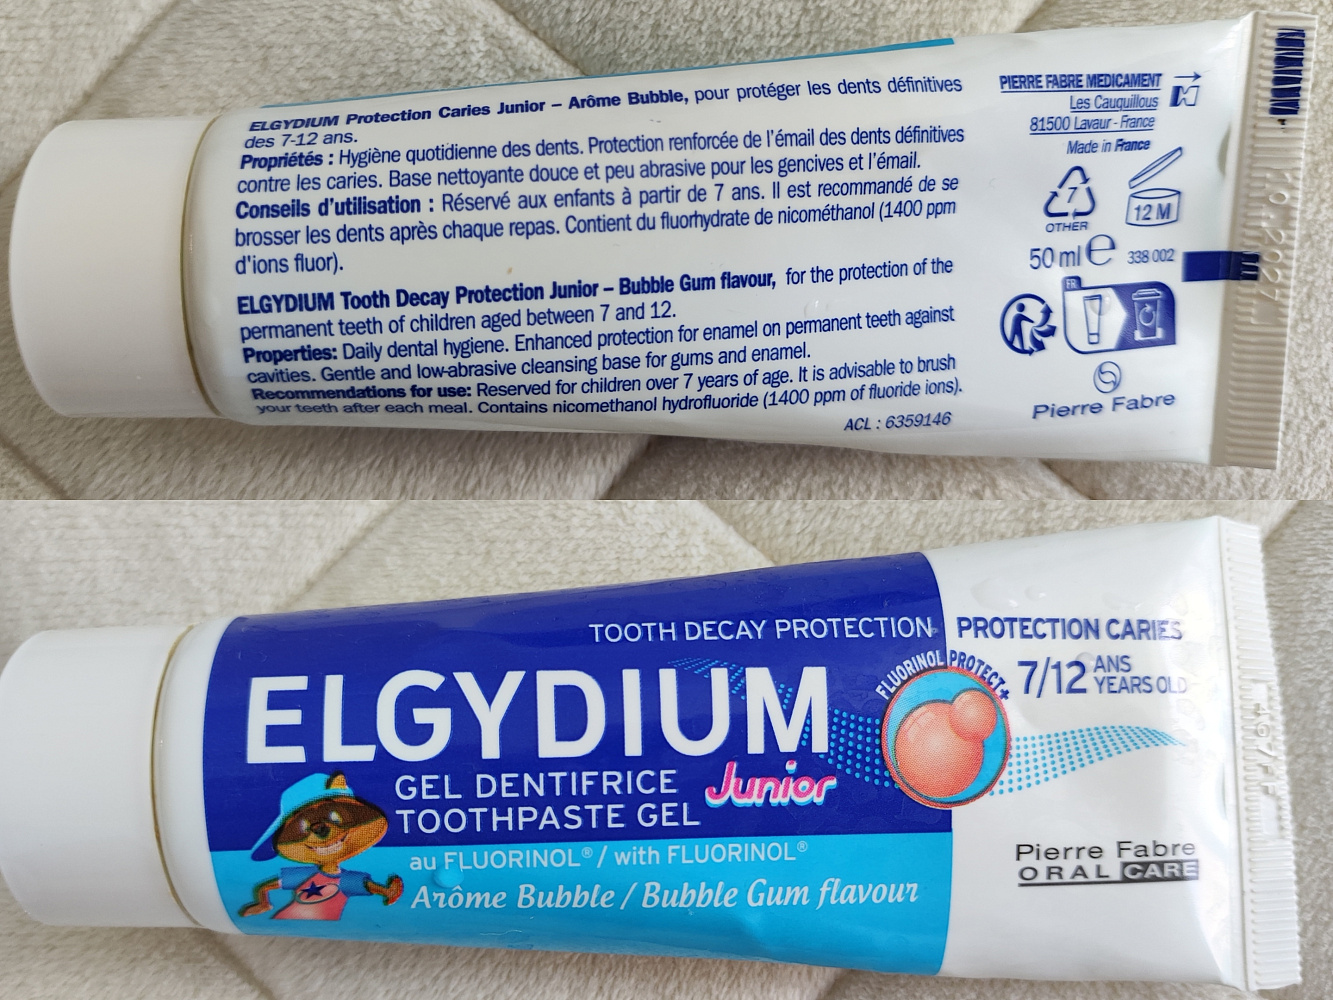 ELGYDIUM Protection Caries Junior – Arôme Bubble, pour protéger les dents définitives
des 7-12 ans.
Propriétés : Hygiène quotidienne des dents. Protection renforcée de l'émail des dents définitives
contre les caries. Base nettoyante douce et peu abrasive pour les gencives et l'émail.
Conseils d'utilisation : Réservé aux enfants à partir de 7 ans. Il est recommandé de se
brosser les dents après chaque repas. Contient du fluorhydrate de nicométhanol (1400 ppm
d'ions fluor).
ELGYDIUM Tooth Decay Protection Junior – Bubble Gum flavour, for the protection of the
permanent teeth of children aged between 7 and 12.
Properties: Daily dental hygiene. Enhanced protection for enamel on permanent teeth against
cavities. Gentle and low-abrasive cleansing base for gums and enamel.
Recommendations for use: Reserved for children over 7 years of age. It is advisable to brush
your teeth after each meal. Contains nicomethanol hydrofluoride (1400 ppm of fluoride ions).
ACL : 6359146
PIERRE FABRE MEDICAMENT
Les Cauquillous
81500 Lavaur - France
Made in France
7
OTHER
12 M
50 ml e
338 002
FR
Pierre Fabre
10.2027
TOOTH DECAY PROTECTION
PROTECTION CARIES
7/12 ANS
YEARS OLD
FLUORINOL PROTECT+
ELGYDIUM
Junior
GEL DENTIFRICE
TOOTHPASTE GEL
au FLUORINOL® / with FLUORINOL®
Arôme Bubble / Bubble Gum flavour
Pierre Fabre
ORAL CARE